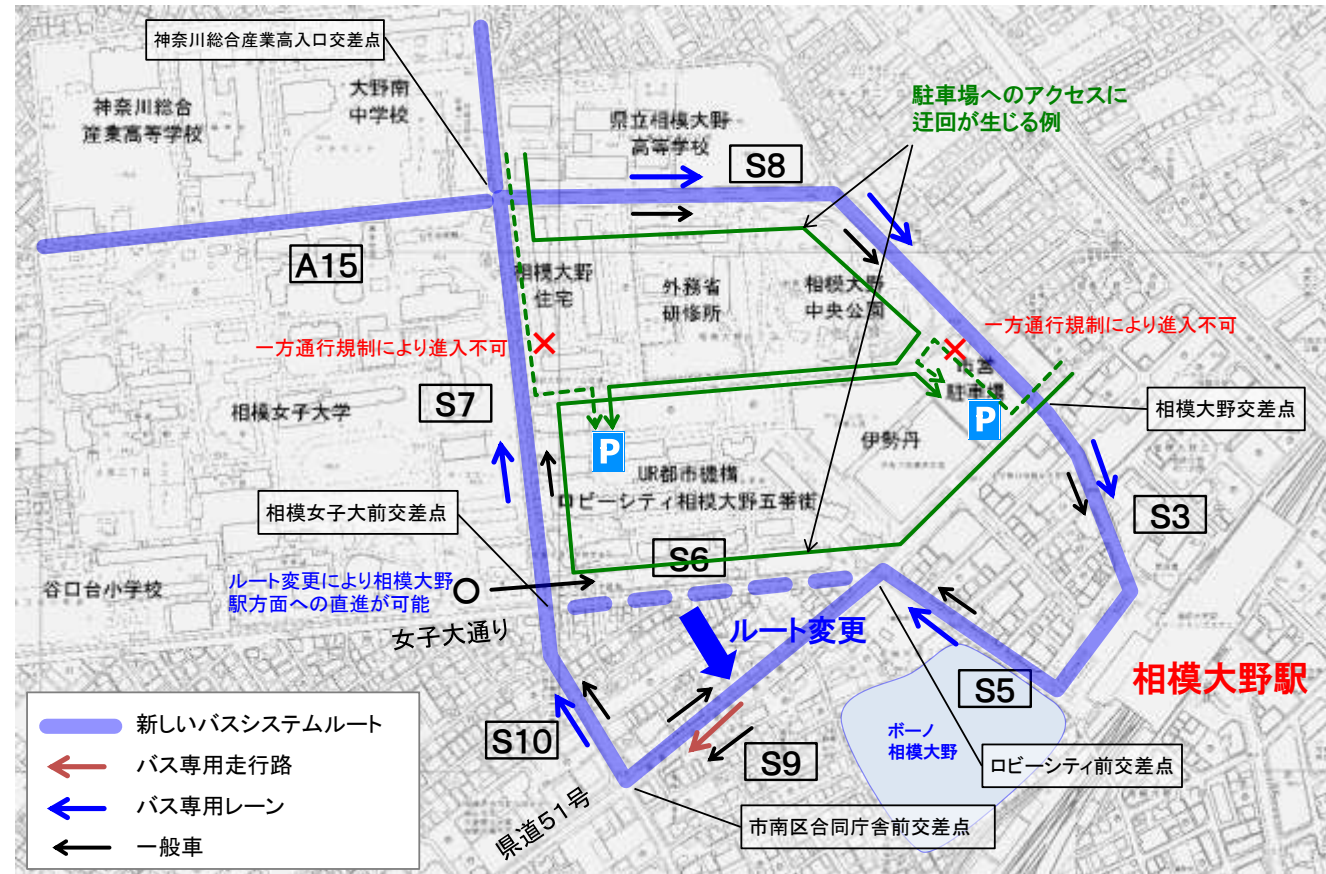 神奈川総合産業高入口交差点
大野南
中学校
神奈川総合
産業高等学校
県立相模大野
高等学校
駐車場へのアクセスに
迂回が生じる例
S8
A15
相模大野
住宅
外務省
研修所
相模大野
中央公園
一方通行規制により進入不可
一方通行規制により進入不可
市営
駐車場
相模女子大学
S7
P
P
相模大野交差点
伊勢丹
UR都市機構
ロビーシティ相模大野五番街
相模女子大前交差点
S3
S6
谷口台小学校
ルート変更により相模大野
駅方面への直進が可能
女子大通り
ルート変更
相模大野駅
S5
S10
ボーノ
相模大野
S9
ロビーシティ前交差点
県道51号
市南区合同庁舎前交差点
新しいバスシステムルート
バス専用走行路
バス専用レーン
一般車